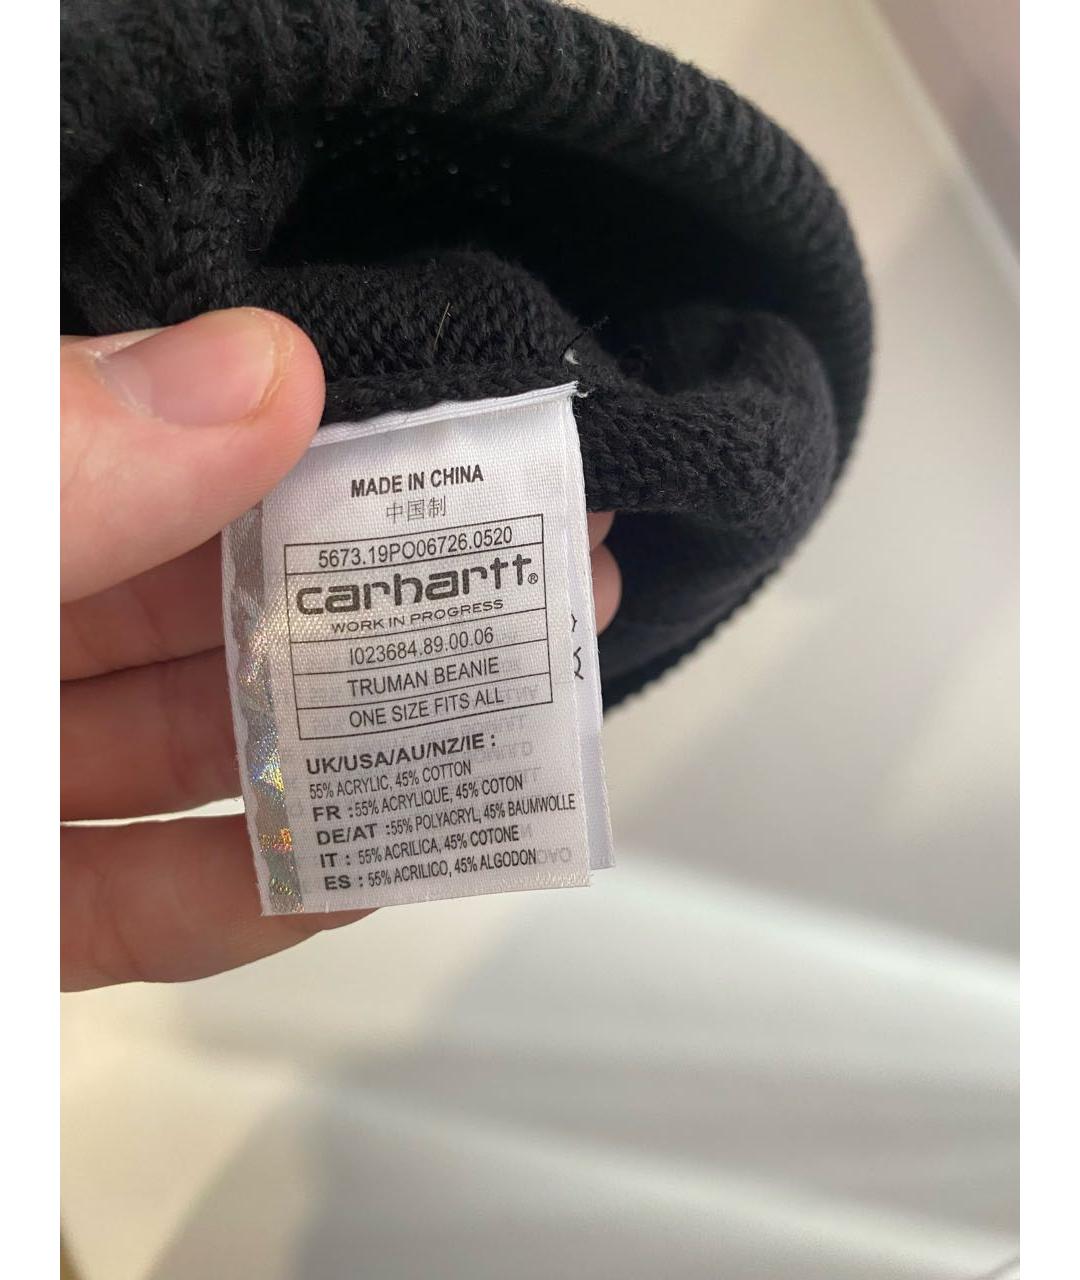 MADE IN CHINA
中国制
5673.19PO06726.0520
carhartt®
WORK IN PROGRESS
I023684.89.00.06
TRUMAN BEANIE
ONE SIZE FITS ALL
UK/USA/AU/NZ/IE :
55% ACRYLIC, 45% COTTON
FR :55% ACRYLIQUE, 45% COTON
DE/AT :55% POLYACRYL, 45% BAUMWOLLE
IT : 55% ACRILICA, 45% COTONE
ES : 55% ACRILICO, 45% ALGODON